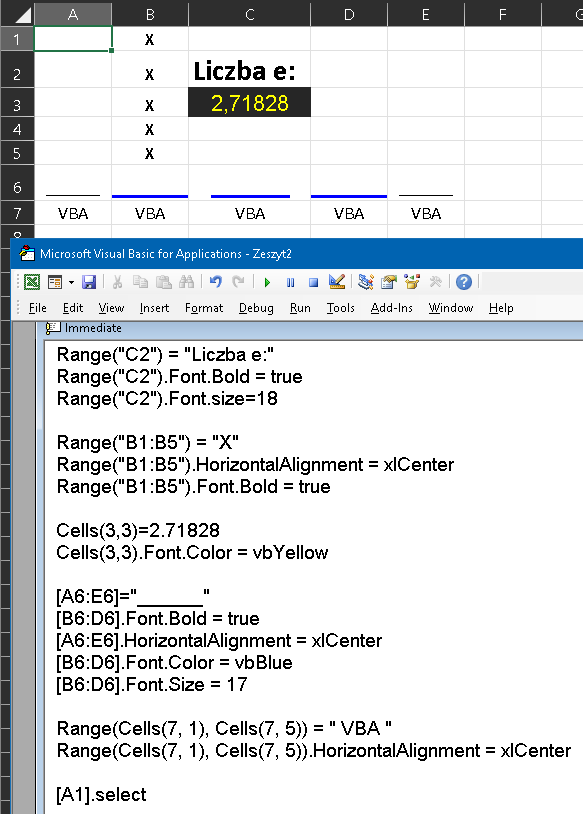 A B C D E F G
1 X
2 X Liczba e:
3 X 2,71828
4 X
5 X
6 ______ ______ ______ ______ ______
7 VBA VBA VBA VBA VBA
Microsoft Visual Basic for Applications - Zeszyt2
File Edit View Insert Format Debug Run Tools Add-Ins Window Help
Immediate
Range("C2") = "Liczba e:"
Range("C2").Font.Bold = true
Range("C2").Font.size=18
Range("B1:B5") = "X"
Range("B1:B5").HorizontalAlignment = xlCenter
Range("B1:B5").Font.Bold = true
Cells(3,3)=2.71828
Cells(3,3).Font.Color = vbYellow
[A6:E6]="______"
[B6:D6].Font.Bold = true
[A6:E6].HorizontalAlignment = xlCenter
[B6:D6].Font.Color = vbBlue
[B6:D6].Font.Size = 17
Range(Cells(7, 1), Cells(7, 5)) = " VBA "
Range(Cells(7, 1), Cells(7, 5)).HorizontalAlignment = xlCenter
[A1].select